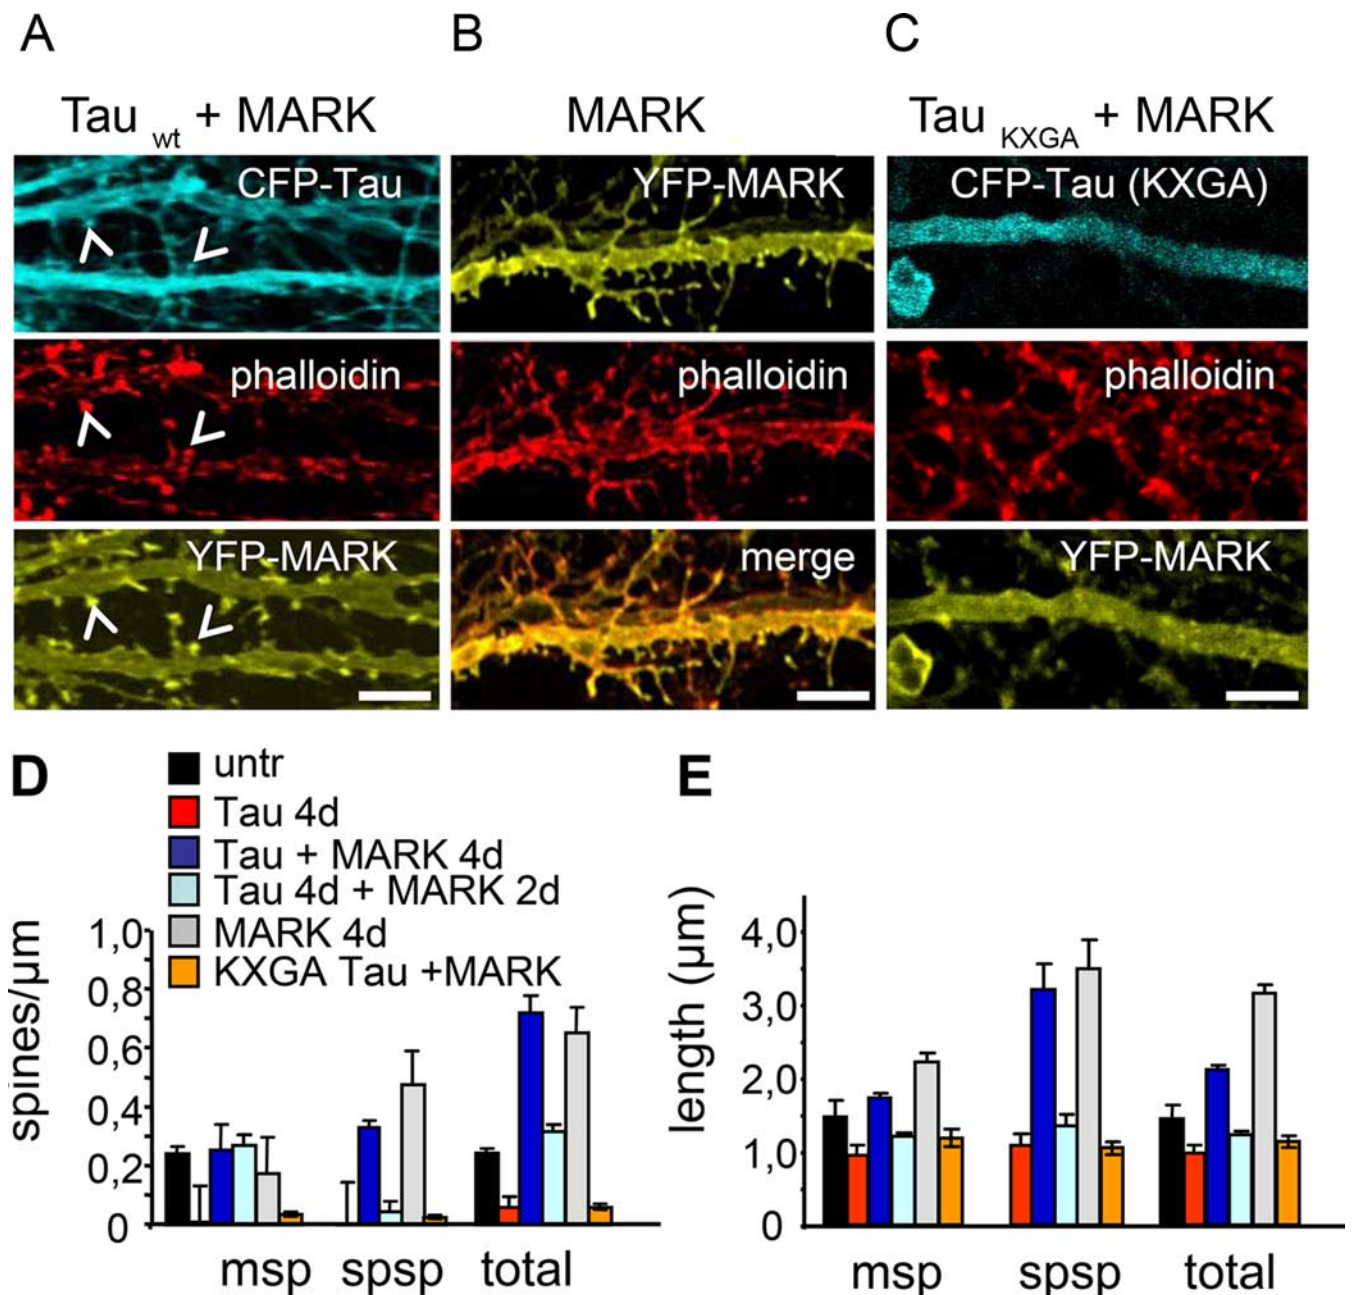 A
B
C
Tau wt + MARK
MARK
Tau KXGA + MARK
CFP-Tau
YFP-MARK
CFP-Tau (KXGA)
phalloidin
phalloidin
phalloidin
YFP-MARK
merge
YFP-MARK
D
untr
Tau 4d
Tau + MARK 4d
Tau 4d + MARK 2d
MARK 4d
KXGA Tau +MARK
spines/µm
1,0
0,8
0,6
0,4
0,2
0
msp spsp total
E
length (µm)
4,0
3,0
2,0
1,0
0
msp spsp total